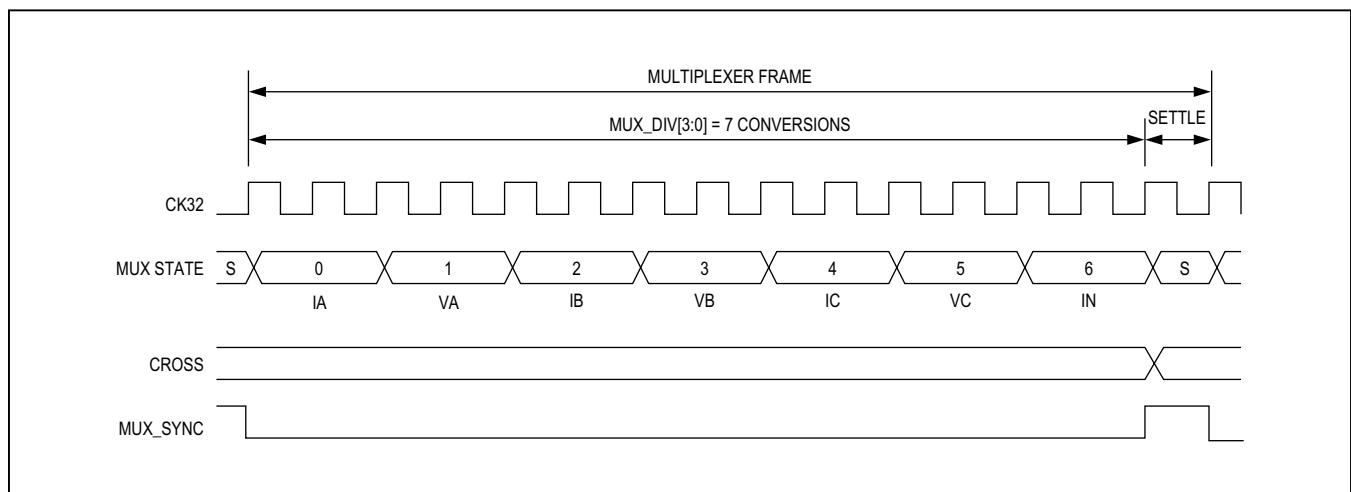 MULTIPLEXER FRAME
MUX_DIV[3:0] = 7 CONVERSIONS
SETTLE
CK32
MUX STATE S 0 1 2 3 4 5 6 S
IA VA IB VB IC VC IN
CROSS
MUX_SYNC